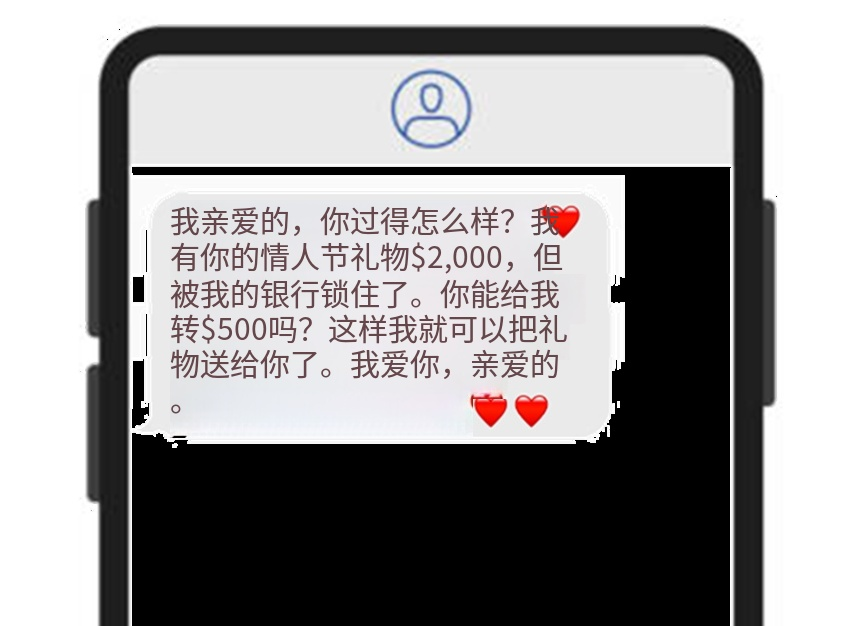 我亲爱的，你过得怎么样？我
有你的情人节礼物$2,000，但
被我的银行锁住了。你能给我
转$500吗？这样我就可以把礼
物送给你了。我爱你，亲爱的
。